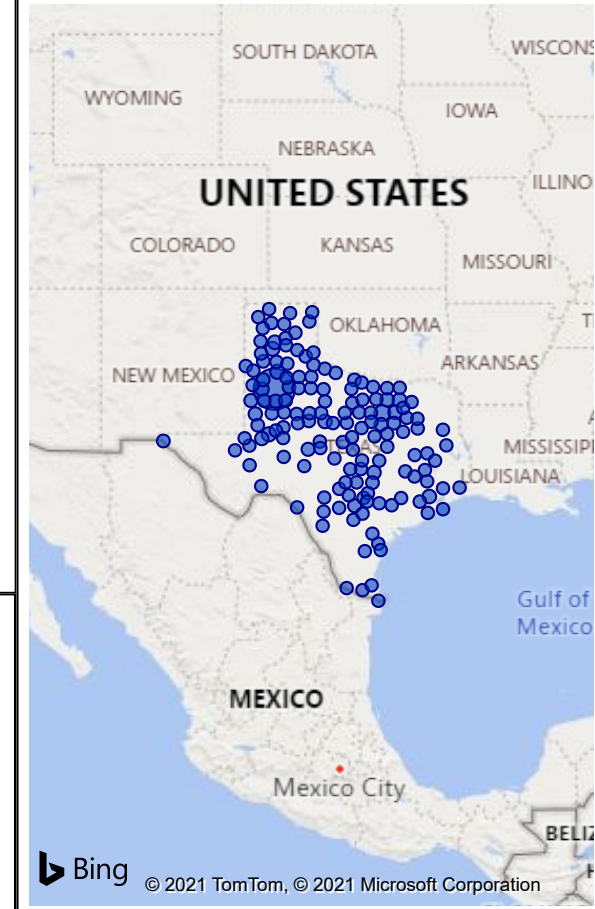 SOUTH DAKOTA
WISCONS
WYOMING
IOWA
NEBRASKA
ILLINO
UNITED STATES
COLORADO
KANSAS
MISSOURI
OKLAHOMA
T
ARKANSAS
NEW MEXICO
A
TEXAS
MISSISSIPI
LOUISIANA
Gulf of
Mexico
MEXICO
Mexico City
BELIZ
H
Bing
© 2021 TomTom, © 2021 Microsoft Corporation